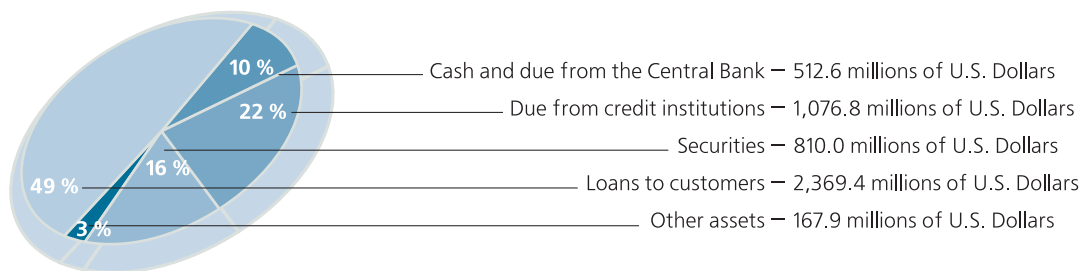 10 %
Cash and due from the Central Bank – 512.6 millions of U.S. Dollars
22 %
Due from credit institutions – 1,076.8 millions of U.S. Dollars
Securities – 810.0 millions of U.S. Dollars
16 %
49 %
Loans to customers – 2,369.4 millions of U.S. Dollars
3 %
Other assets – 167.9 millions of U.S. Dollars